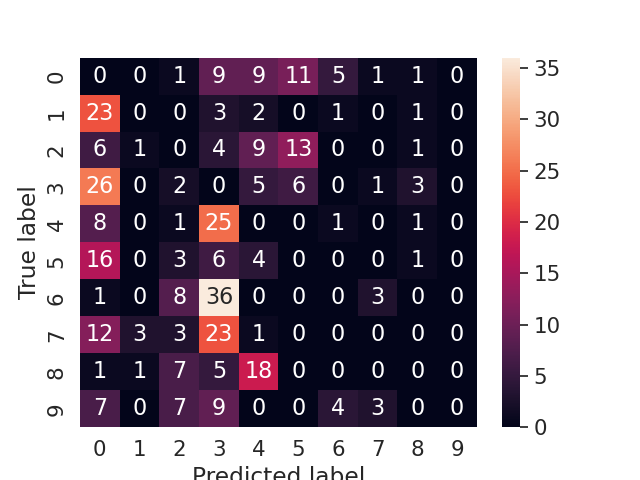 0 0 0 1 9 9 11 5 1 1 0 35
1 23 0 0 3 2 0 1 0 1 0 30
2 6 1 0 4 9 13 0 0 1 0 25
3 26 0 2 0 5 6 0 1 3 0 20
4 8 0 1 25 0 0 1 0 1 0
5 16 0 3 6 4 0 0 0 1 0 15
6 1 0 8 36 0 0 0 3 0 0 10
7 12 3 3 23 1 0 0 0 0 0
8 1 1 7 5 18 0 0 0 0 0 5
9 7 0 7 9 0 0 4 3 0 0 0
True label
0 1 2 3 4 5 6 7 8 9
Predicted label